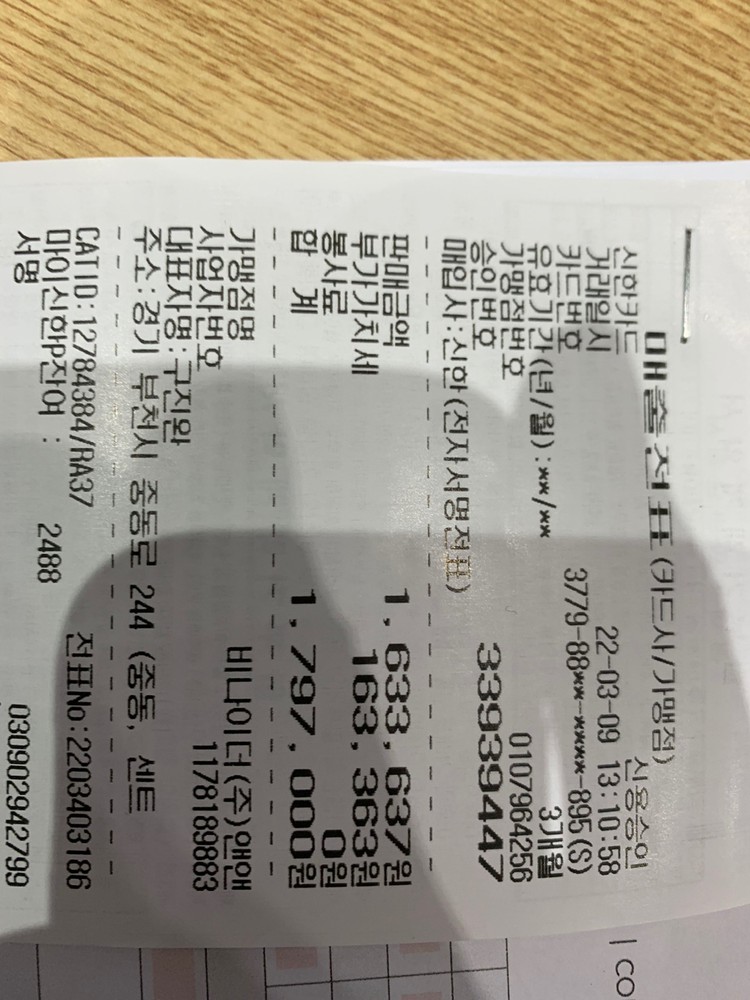 매 출 전 표 (카드사/가맹점)
신한카드 신용승인
거래일시 22-03-09 13:10:58
카드번호 3779-88**-****-895(S)
유효기간(년/월):**/** 3개월
가맹점번호 0107964256
승인번호 33939447
매입사:신한(전자서명전표)
판매금액 1,633,637원
부가가치세 163,363원
봉사료 0원
합 계 1,797,000원
가맹점명 비나이더(주)앤앤
사업자번호 1178189883
대표자명:구진완
주소:경기 부천시 중동로 244 (중동, 센트
CATID:12784384/RA37 전표No:2203403186
마이신한P잔여 : 2488
서명 030902942799
CO